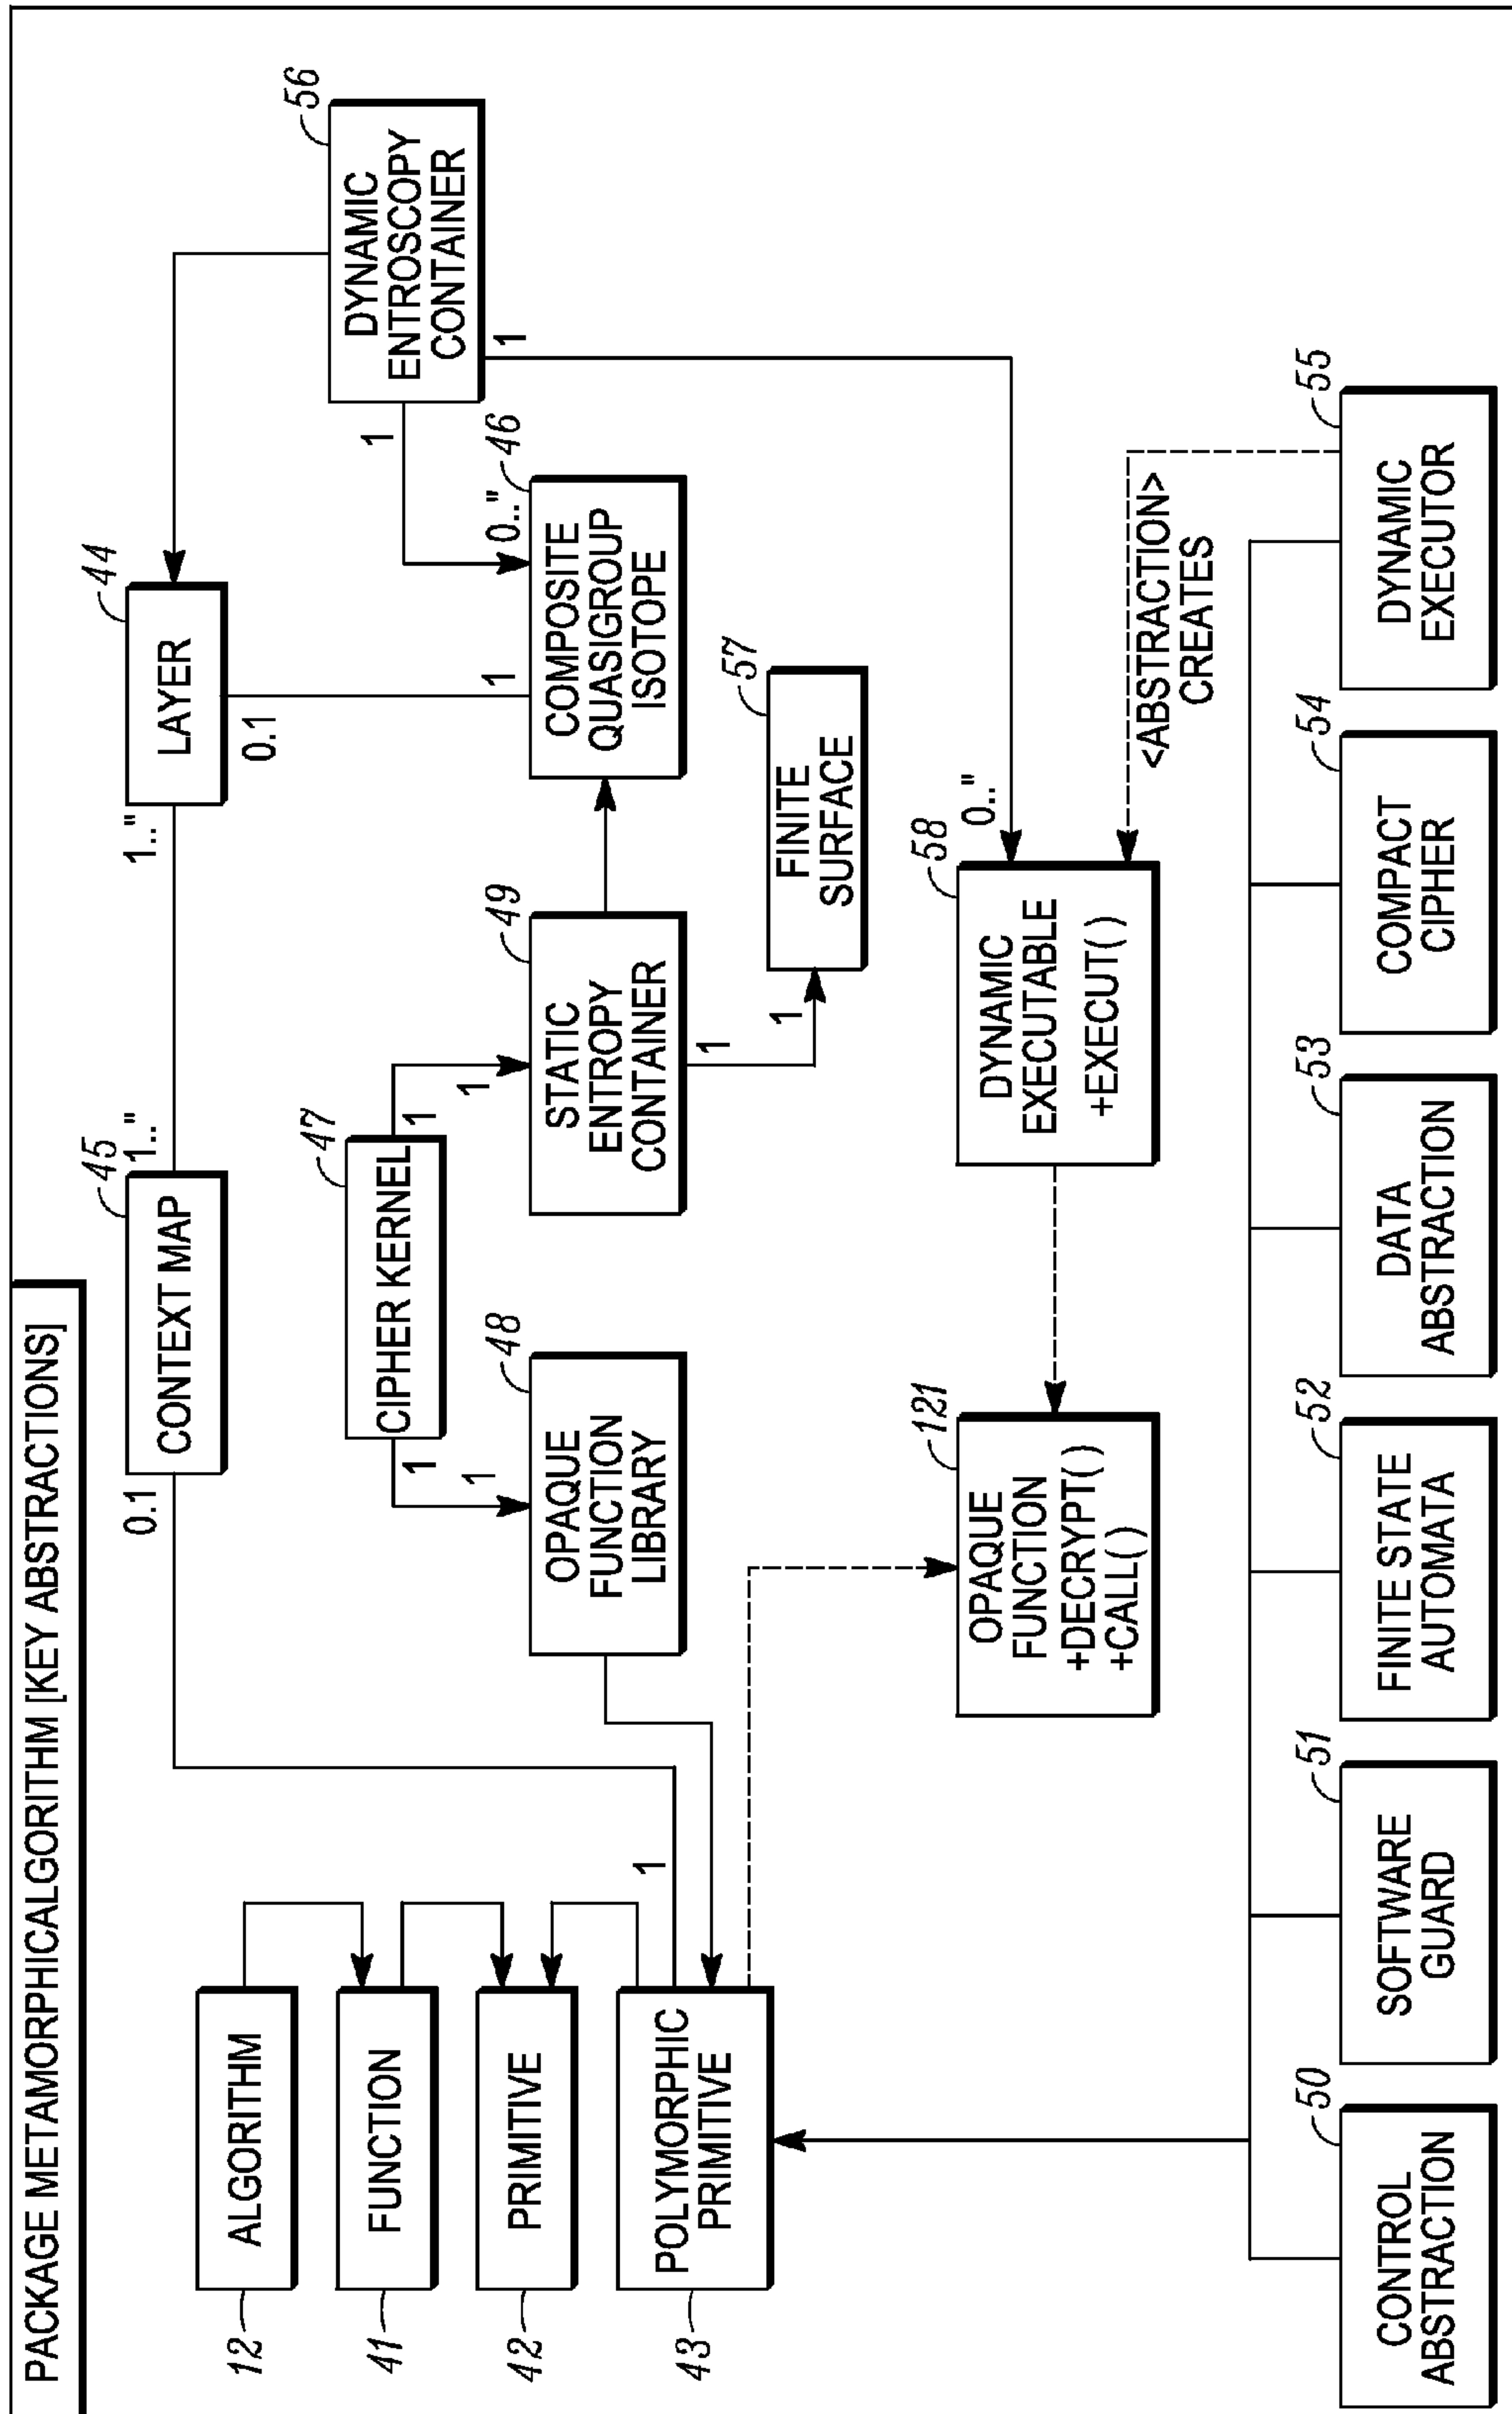 PACKAGE METAMORPHICALGORITHM [KEY ABSTRACTIONS]
12
ALGORITHM
41
FUNCTION
42
PRIMITIVE
43
POLYMORPHIC
PRIMITIVE
1
0.1
45
CONTEXT MAP
1.."
1.."
44
LAYER
0.1
1
56
DYNAMIC
ENTROSCOPY
CONTAINER
1
1
47
CIPHER KERNEL
1
1
1
1
48
OPAQUE
FUNCTION
LIBRARY
49
STATIC
ENTROPY
CONTAINER
1
1
46
0.."
COMPOSITE
QUASIGROUP
ISOTOPE
57
FINITE
SURFACE
121
OPAQUE
FUNCTION
+DECRYPT( )
+CALL( )
58
0.."
DYNAMIC
EXECUTABLE
+EXECUT( )
<ABSTRACTION>
CREATES
50
CONTROL
ABSTRACTION
51
SOFTWARE
GUARD
52
FINITE STATE
AUTOMATA
53
DATA
ABSTRACTION
54
COMPACT
CIPHER
55
DYNAMIC
EXECUTOR